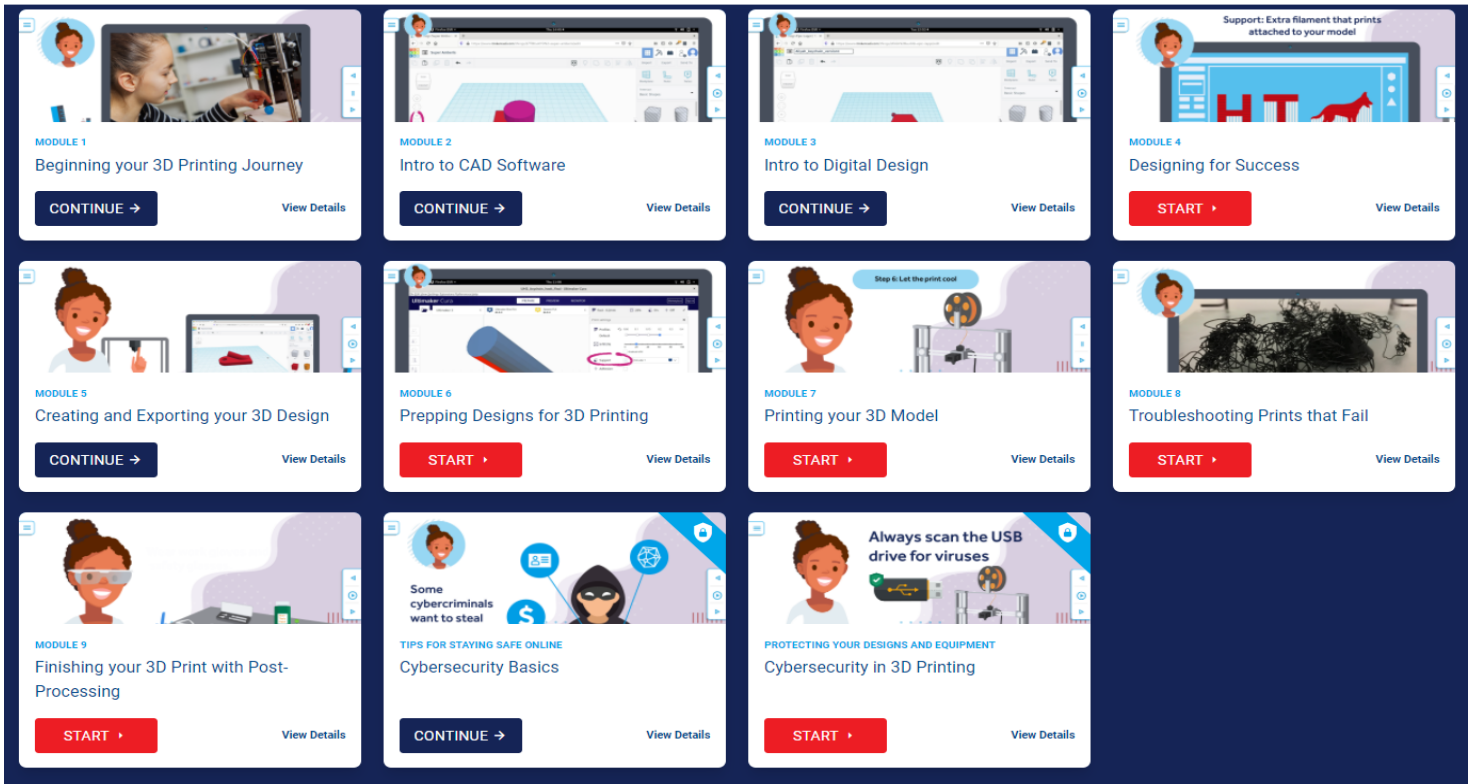 Support: Extra filament that prints
attached to your model
MODULE 1
Beginning your 3D Printing Journey
CONTINUE →
View Details
MODULE 2
Intro to CAD Software
CONTINUE →
View Details
MODULE 3
Intro to Digital Design
CONTINUE →
View Details
HT
MODULE 4
Designing for Success
START
View Details
MODULE 5
Creating and Exporting your 3D Design
CONTINUE →
View Details
Ultimaker Cura
MODULE 6
Prepping Designs for 3D Printing
START
View Details
Step 6: Let the print cool
MODULE 7
Printing your 3D Model
START
View Details
MODULE 8
Troubleshooting Prints that Fail
START
View Details
MODULE 9
Finishing your 3D Print with Post-
Processing
START
View Details
Some
cybercriminals
want to steal
$
TIPS FOR STAYING SAFE ONLINE
Cybersecurity Basics
CONTINUE →
View Details
Always scan the USB
drive for viruses
PROTECTING YOUR DESIGNS AND EQUIPMENT
Cybersecurity in 3D Printing
START
View Details